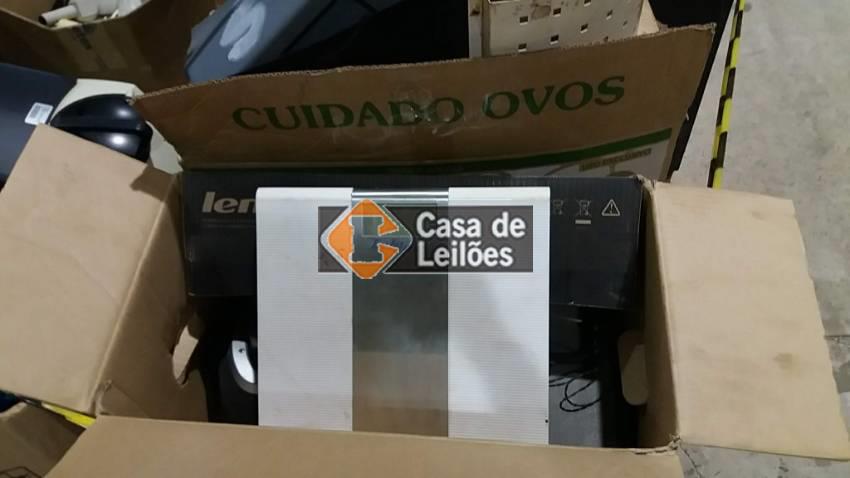 CUIDADO OVOS
len
Casa de
Leilões